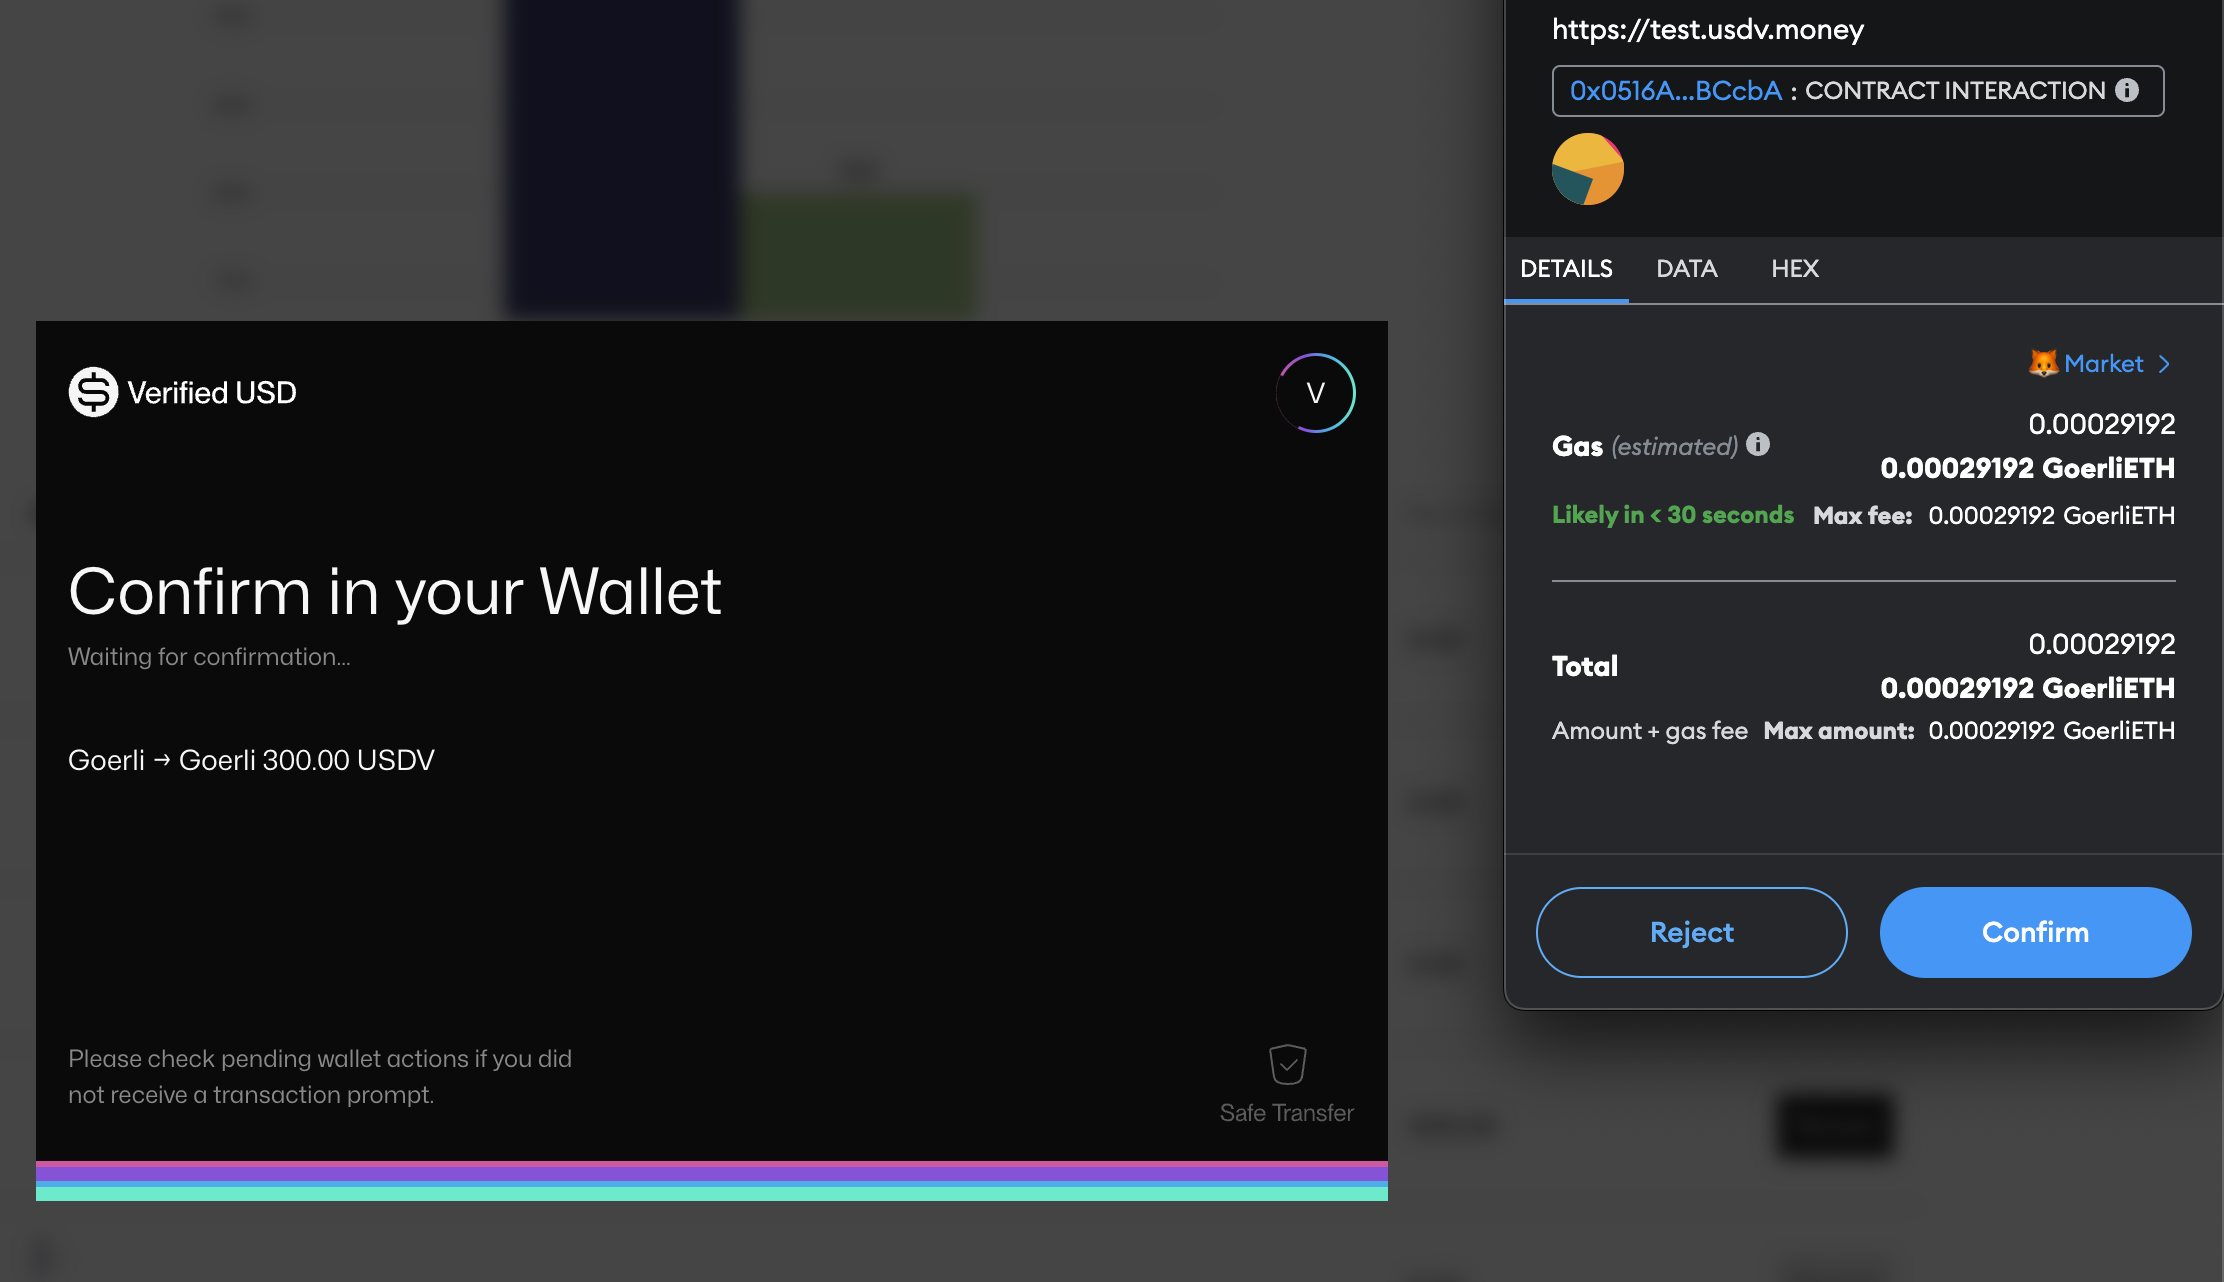 Verified USD
V
Confirm in your Wallet
Waiting for confirmation...
Goerli → Goerli 300.00 USDV
Please check pending wallet actions if you did
not receive a transaction prompt.
Safe Transfer
https://test.usdv.money
0x0516A...BCcbA : CONTRACT INTERACTION
DETAILS DATA HEX
Market >
0.00029192
Gas (estimated) 0.00029192 GoerliETH
Likely in < 30 seconds Max fee: 0.00029192 GoerliETH
0.00029192
Total 0.00029192 GoerliETH
Amount + gas fee Max amount: 0.00029192 GoerliETH
Reject Confirm